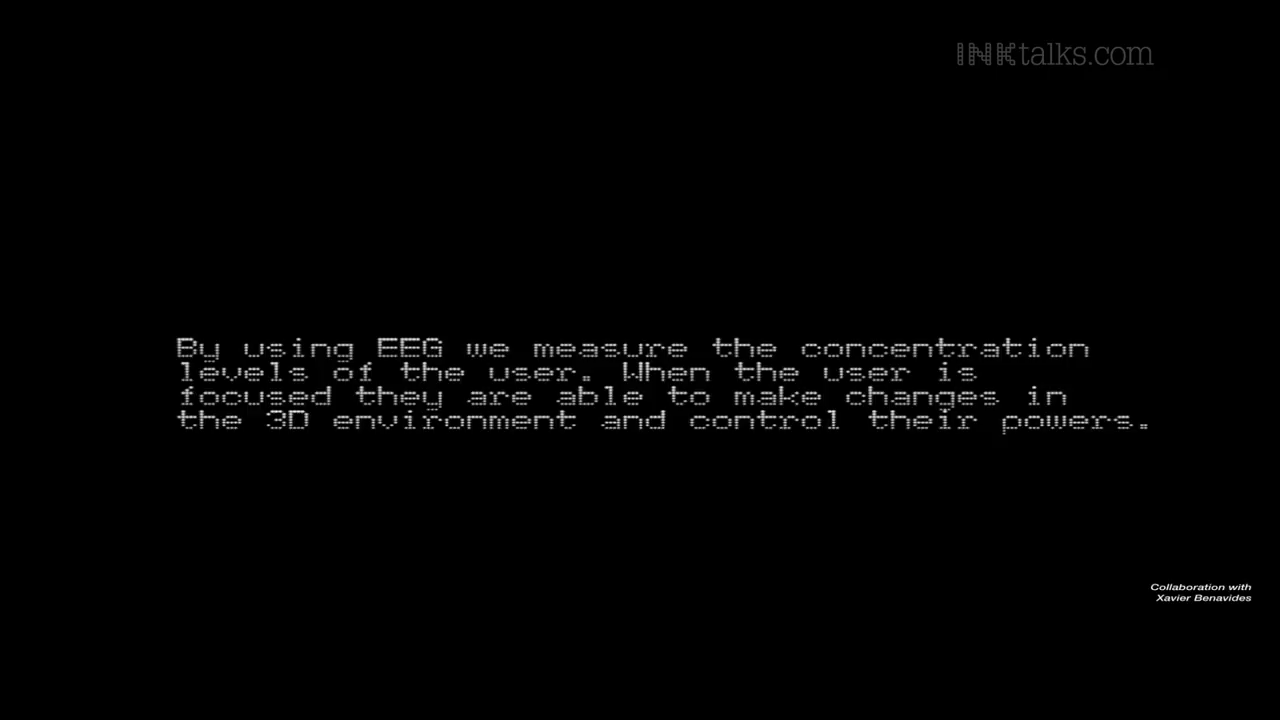 INKtalks.com
By using EEG we measure the concentration
levels of the user. When the user is
focused they are able to make changes in
the 3D environment and control their powers.
Collaboration with
Xavier Benavides